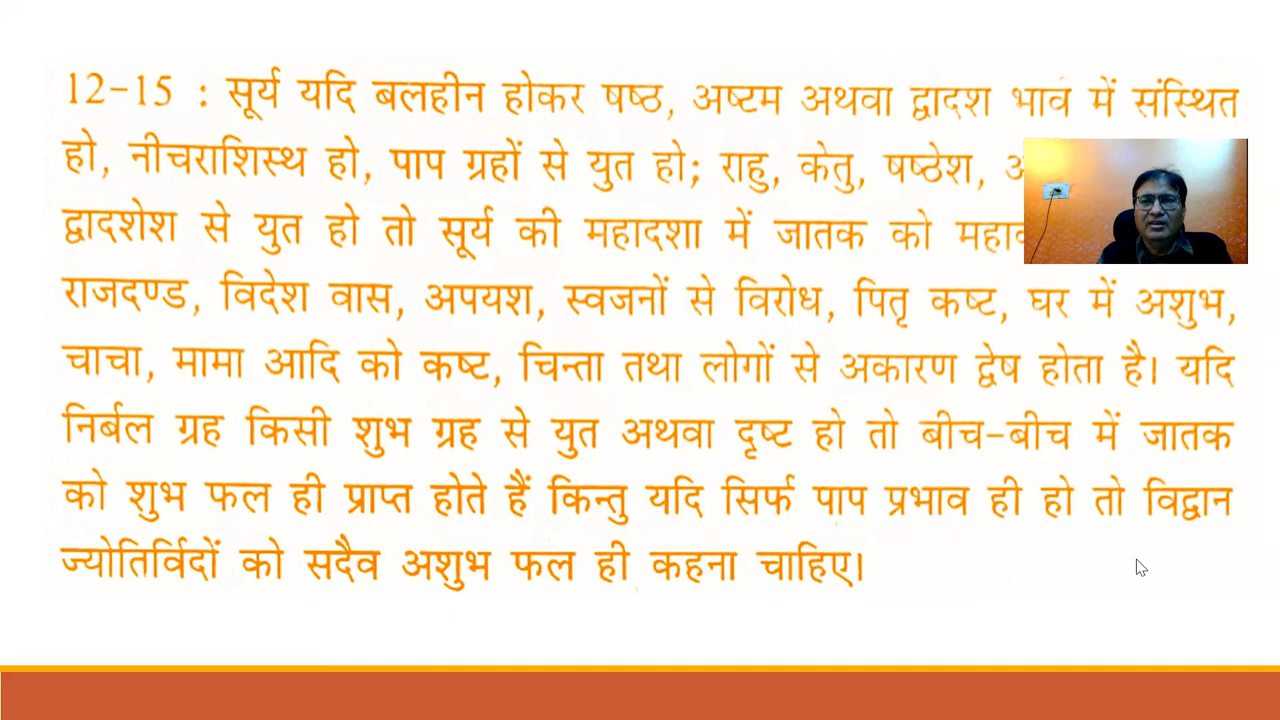 12-15 : सूर्य यदि बलहीन होकर षष्ठ, अष्टम अथवा द्वादश भाव में संस्थित
हो, नीचराशिस्थ हो, पाप ग्रहों से युत हो; राहु, केतु, षष्ठेश,
द्वादशेश से युत हो तो सूर्य की महादशा में जातक को
राजदण्ड, विदेश वास, अपयश, स्वजनों से विरोध, पितृ कष्ट, घर में अशुभ,
चाचा, मामा आदि को कष्ट, चिन्ता तथा लोगों से अकारण द्वेष होता है। यदि
निर्बल ग्रह किसी शुभ ग्रह से युत अथवा दृष्ट हो तो बीच-बीच में जातक
को शुभ फल ही प्राप्त होते हैं किन्तु यदि सिर्फ पाप प्रभाव ही हो तो विद्वान
ज्योतिर्विदों को सदैव अशुभ फल ही कहना चाहिए।